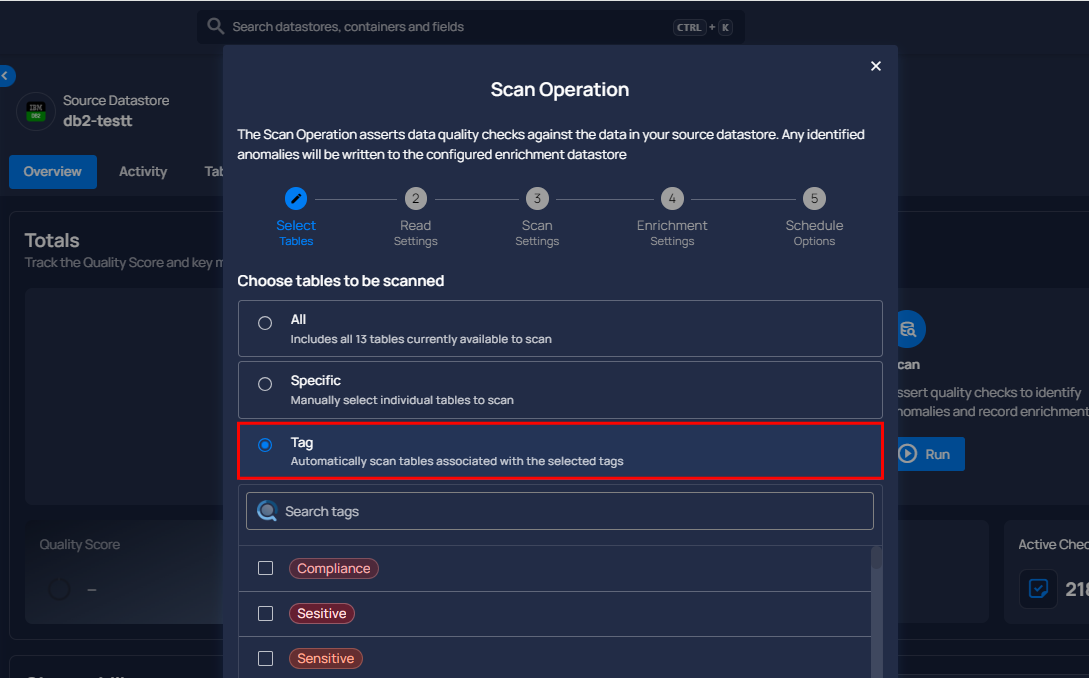 Search datastores, containers and fields
CTRL + K
Scan Operation
Source Datastore
db2-testt
IBM
DB2
The Scan Operation asserts data quality checks against the data in your source datastore. Any identified
anomalies will be written to the configured enrichment datastore
Overview
Activity
Tab
2
3
4
5
Select
Tables
Read
Settings
Scan
Settings
Enrichment
Settings
Schedule
Options
Totals
Track the Quality Score and key m
Choose tables to be scanned
All
Includes all 13 tables currently available to scan
Specific
Manually select individual tables to scan
Tag
Automatically scan tables associated with the selected tags
can
ssert quality checks to identify
nomalies and record enrichment
Run
Search tags
Compliance
Sesitive
Sensitive
Quality Score
–
Active Chec
218